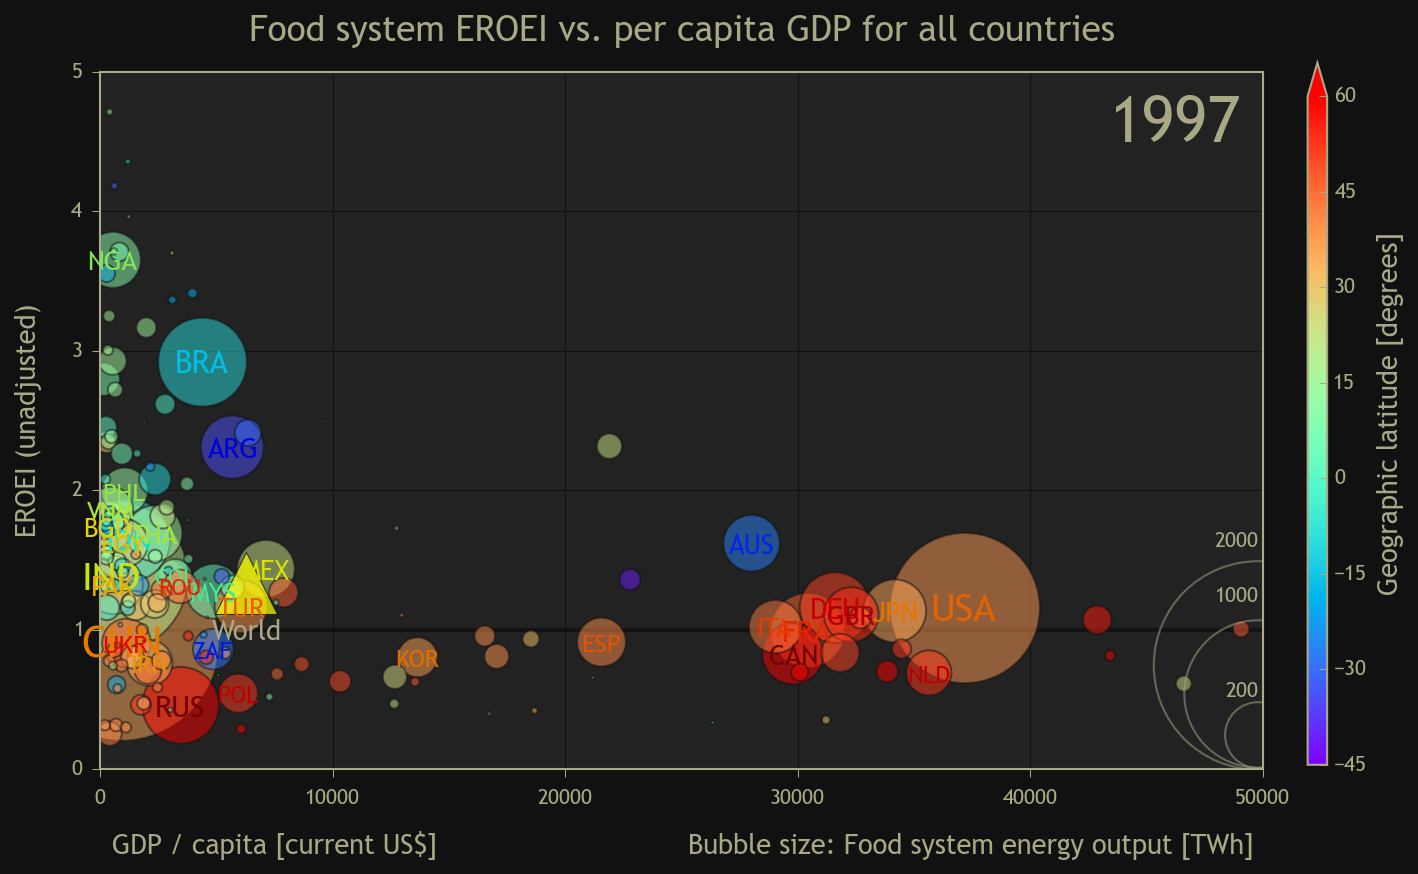 Food system EROEI vs. per capita GDP for all countries
1997
EROEI (unadjusted)
5
4
3
2
1
0
NGA
BRA
ARG
PHL
BGD
IND
PAK
MEX
ROU
MYS
TUR
World
UKR
ZAF
RUS
POL
KOR
ESP
AUS
DEU
GBR
JPN
USA
ITA
FRA
CAN
NLD
2000
1000
200
0
10000
20000
30000
40000
50000
GDP / capita [current US$]
Bubble size: Food system energy output [TWh]
60
45
30
15
0
−15
−30
−45
Geographic latitude [degrees]